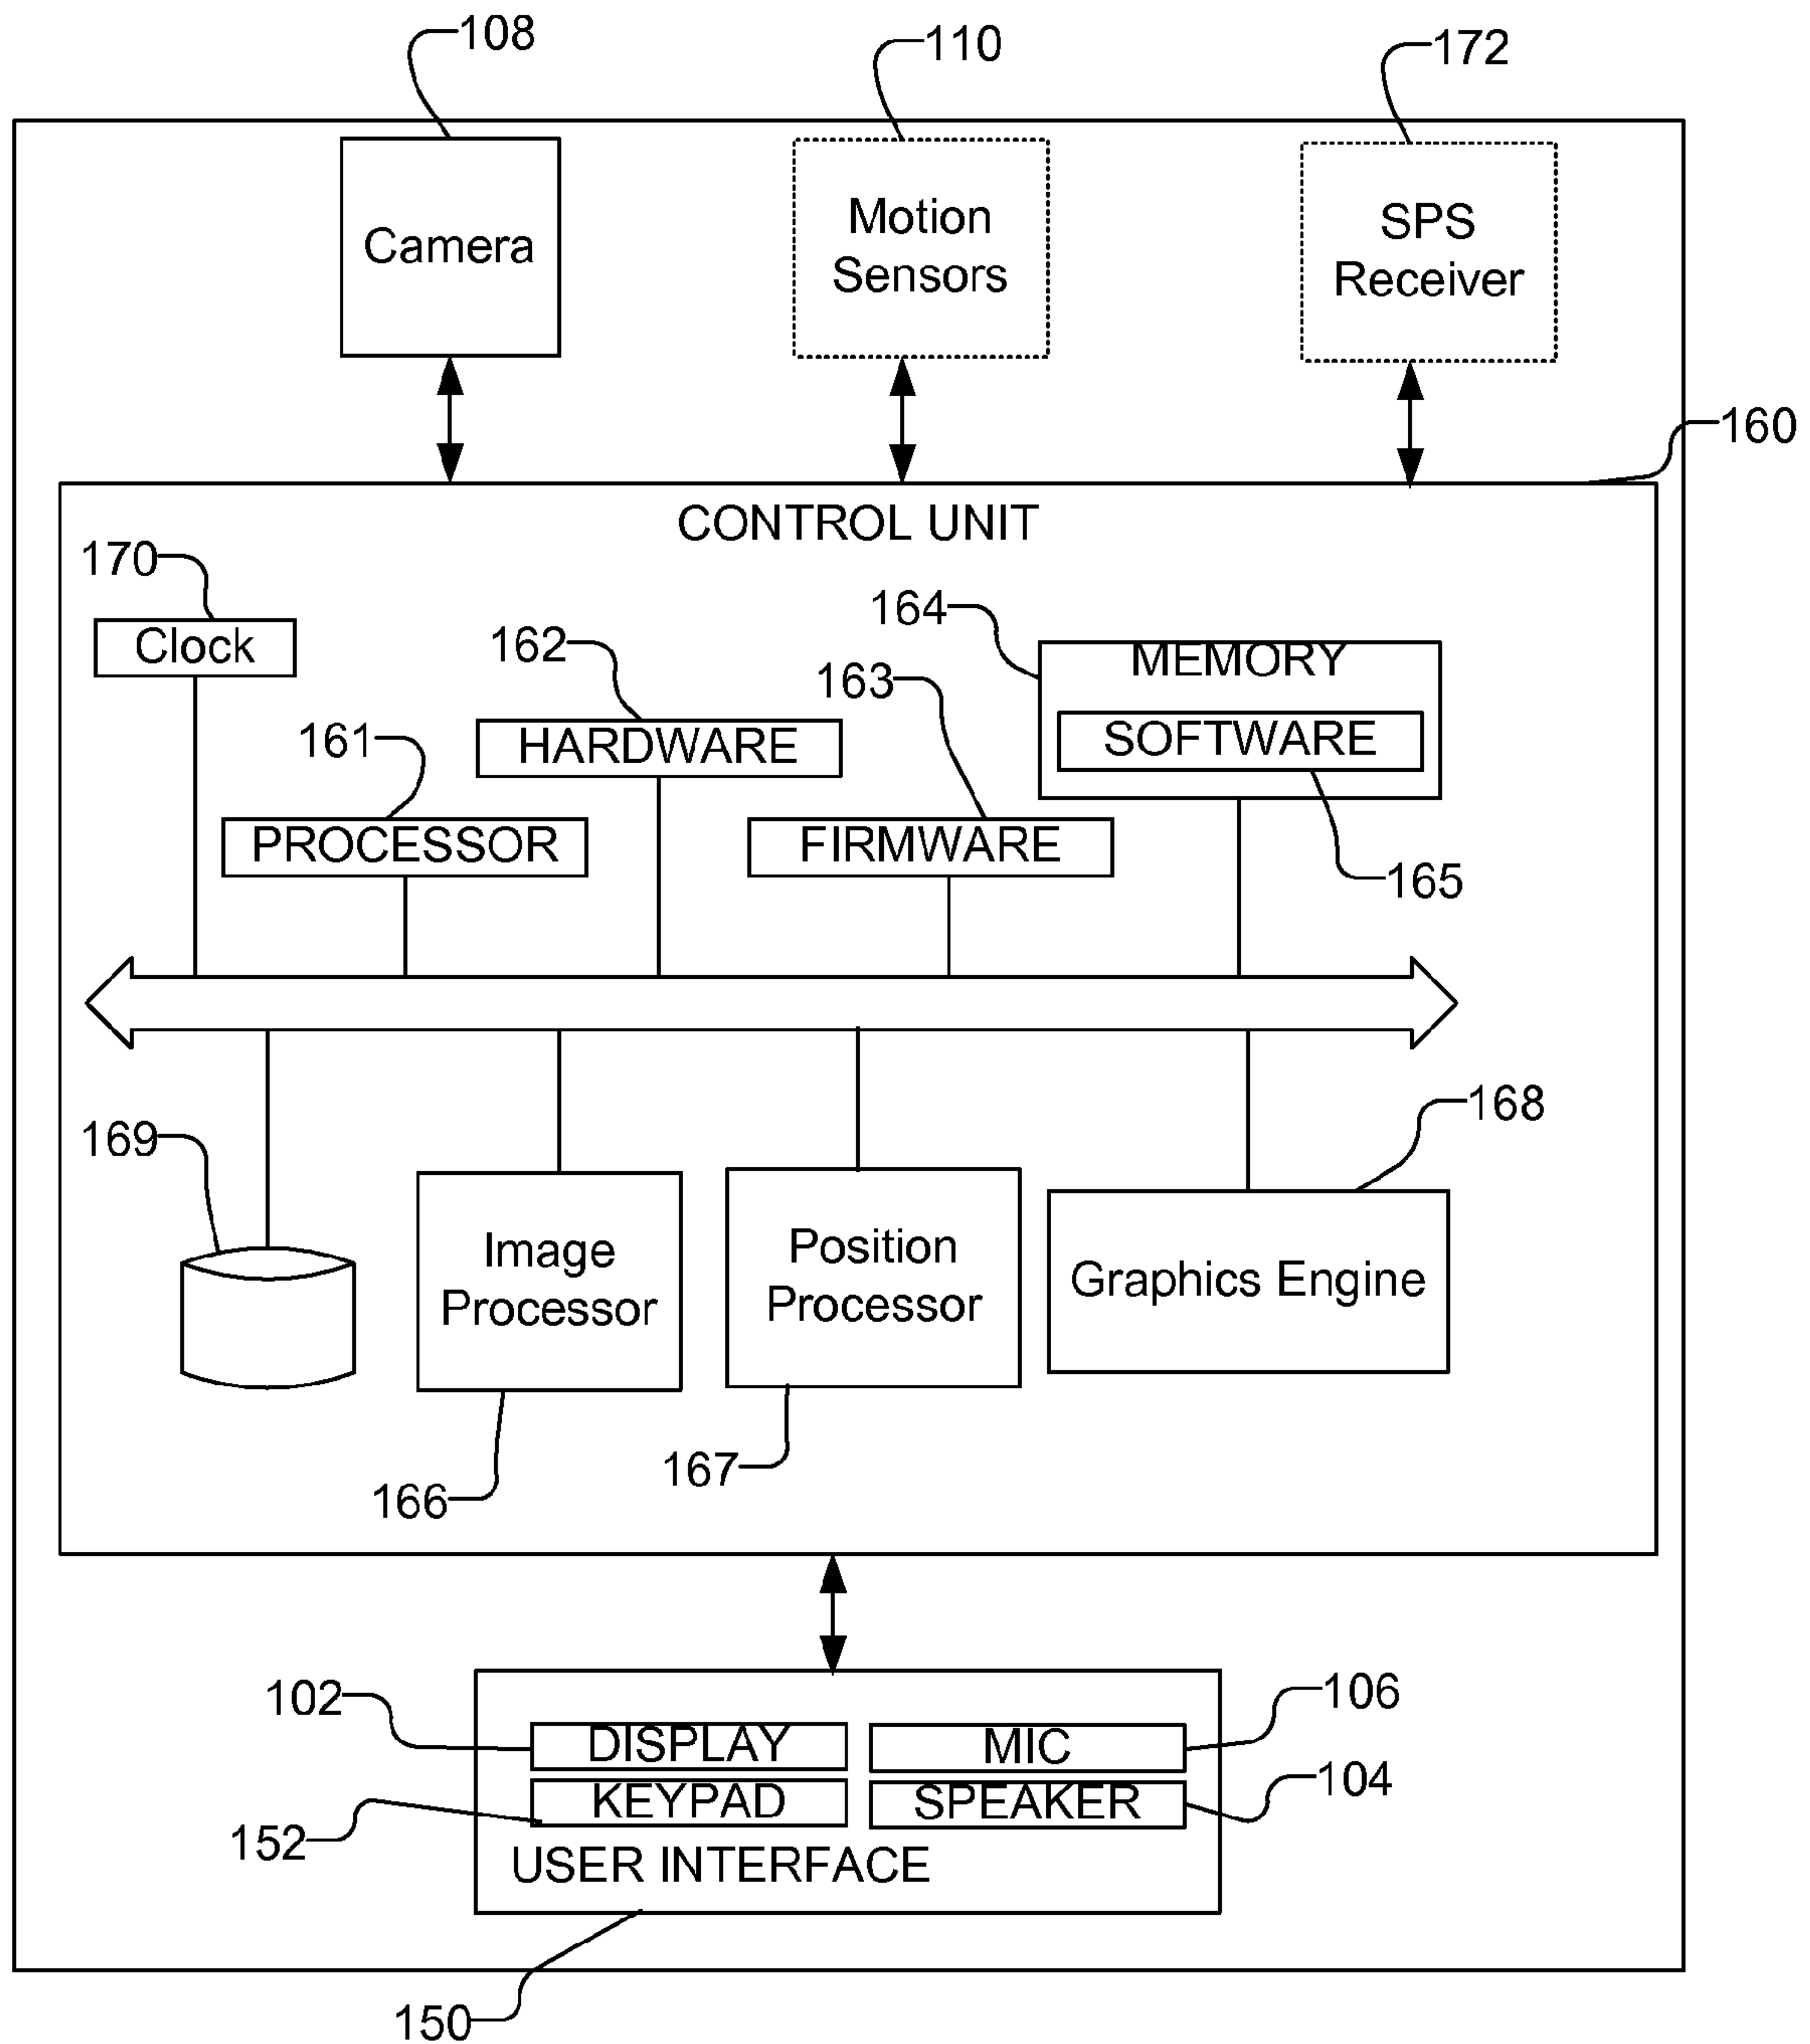 108
110
172
Camera
Motion
Sensors
SPS
Receiver
160
CONTROL UNIT
170
Clock
162
HARDWARE
164
MEMORY
SOFTWARE
163
161
PROCESSOR
FIRMWARE
165
168
169
Image
Processor
Position
Processor
Graphics Engine
167
166
102
DISPLAY
MIC
106
KEYPAD
SPEAKER
104
152
USER INTERFACE
150